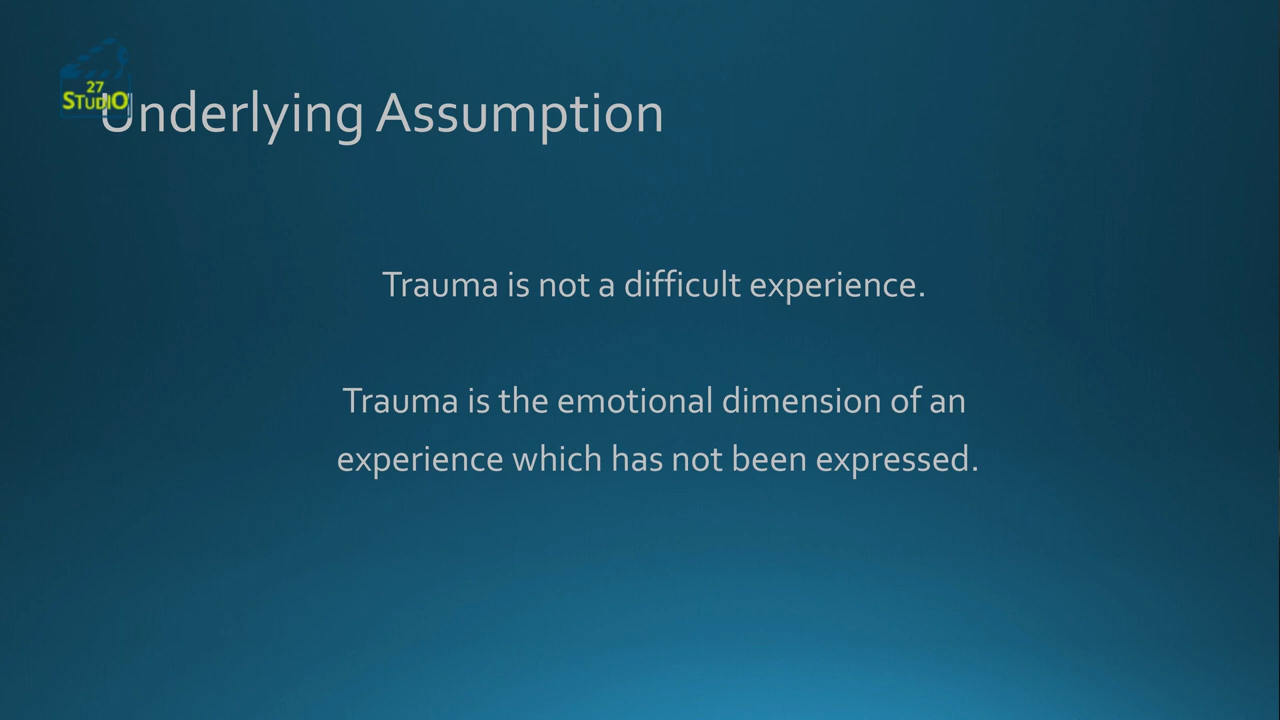 27
STUDIO
Underlying Assumption
Trauma is not a difficult experience.
Trauma is the emotional dimension of an
experience which has not been expressed.